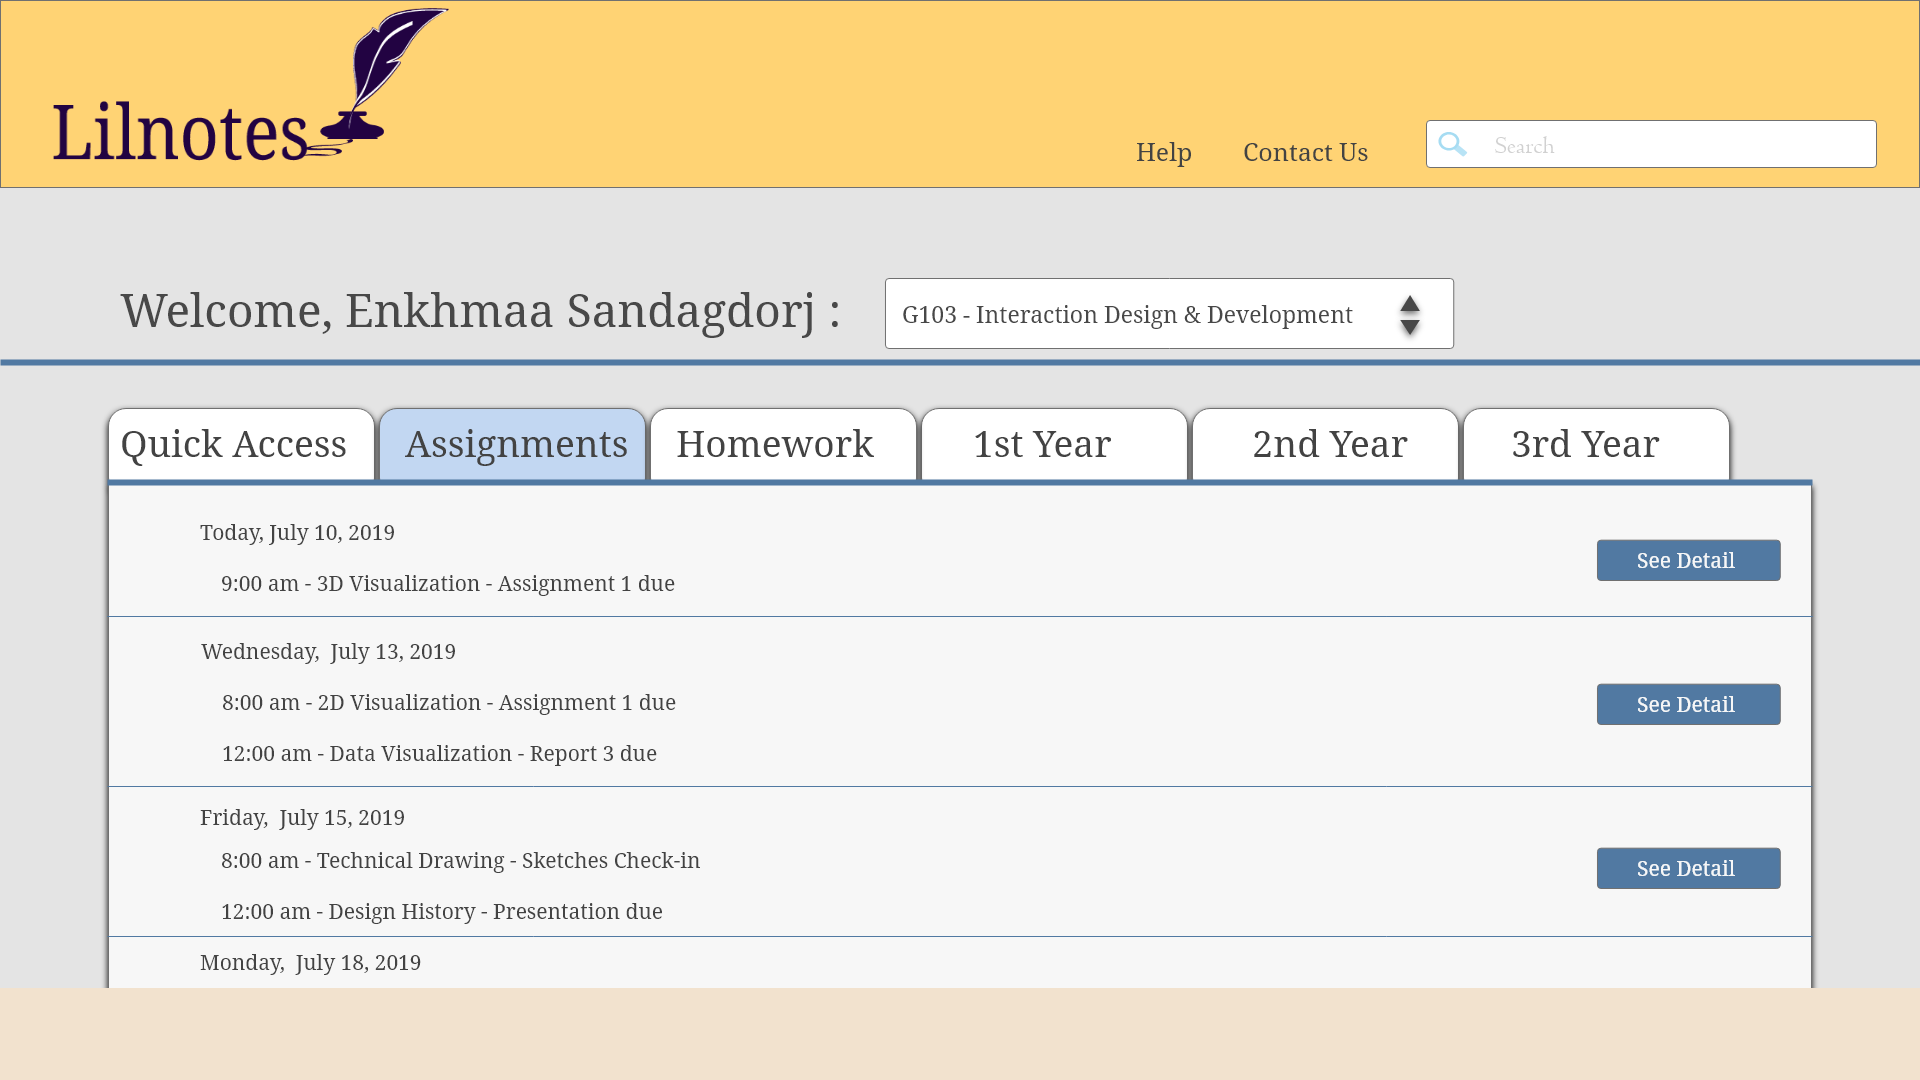 Lilnotes
Help
Contact Us
Search
Welcome, Enkhmaa Sandagdorj :
G103 - Interaction Design & Development
Quick Access
Assignments
Homework
1st Year
2nd Year
3rd Year
Today, July 10, 2019
See Detail
9:00 am - 3D Visualization - Assignment 1 due
Wednesday,  July 13, 2019
8:00 am - 2D Visualization - Assignment 1 due
See Detail
12:00 am - Data Visualization - Report 3 due
Friday,  July 15, 2019
8:00 am - Technical Drawing - Sketches Check-in
See Detail
12:00 am - Design History - Presentation due
Monday,  July 18, 2019